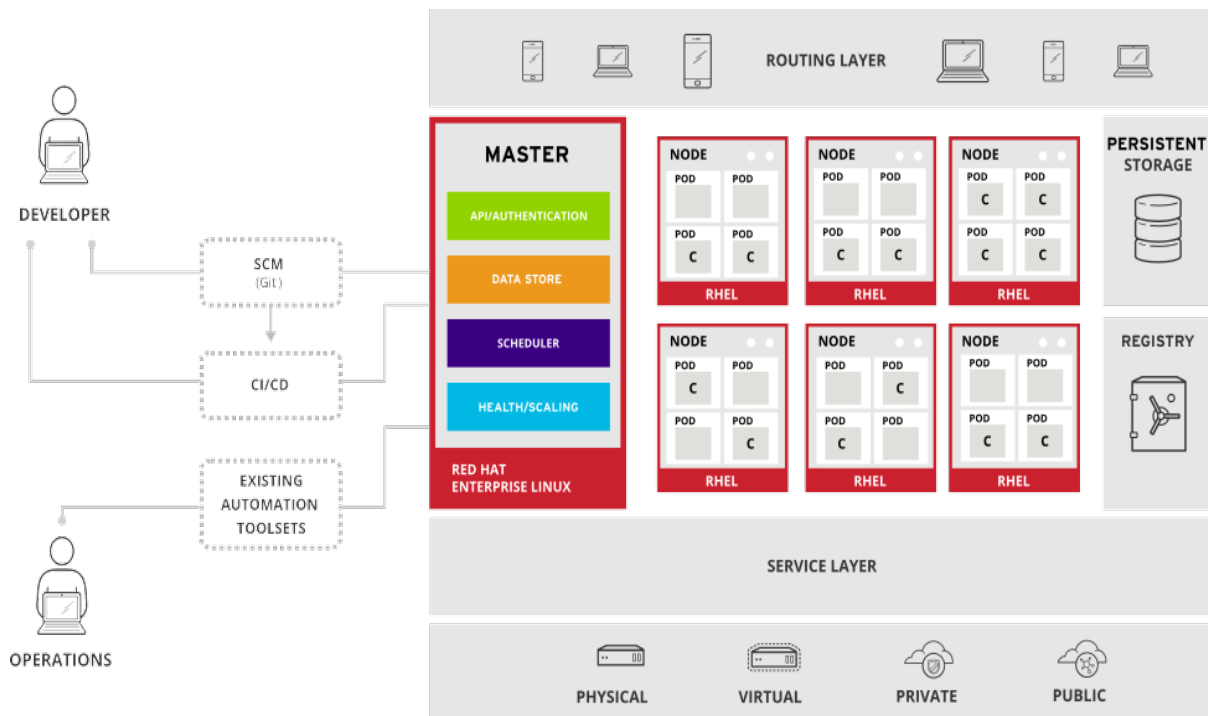 ROUTING LAYER
DEVELOPER
SCM
(Git)
CI/CD
EXISTING
AUTOMATION
TOOLSETS
OPERATIONS
MASTER
API/AUTHENTICATION
DATA STORE
SCHEDULER
HEALTH/SCALING
RED HAT
ENTERPRISE LINUX
NODE
POD POD
POD POD
C C
RHEL
NODE
POD POD
POD POD
C C
RHEL
NODE
POD POD
C C
POD POD
C C
RHEL
NODE
POD POD
C
POD POD
C
RHEL
NODE
POD POD
C
POD POD
C
RHEL
NODE
POD POD
POD POD
C C
RHEL
PERSISTENT
STORAGE
REGISTRY
SERVICE LAYER
PHYSICAL
VIRTUAL
PRIVATE
PUBLIC